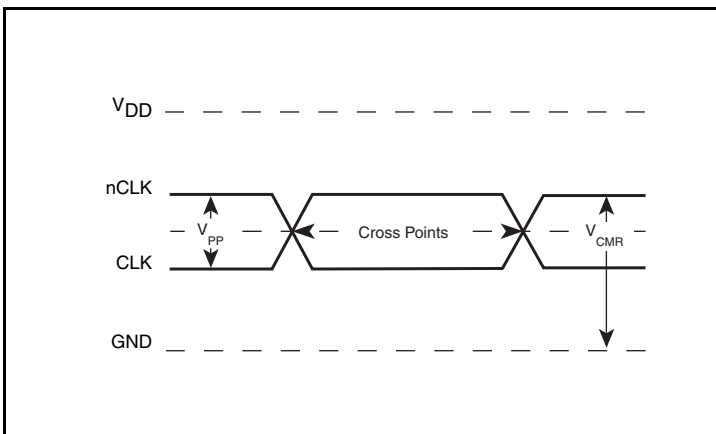 VDD
nCLK
VPP
Cross Points
VCMR
CLK
GND